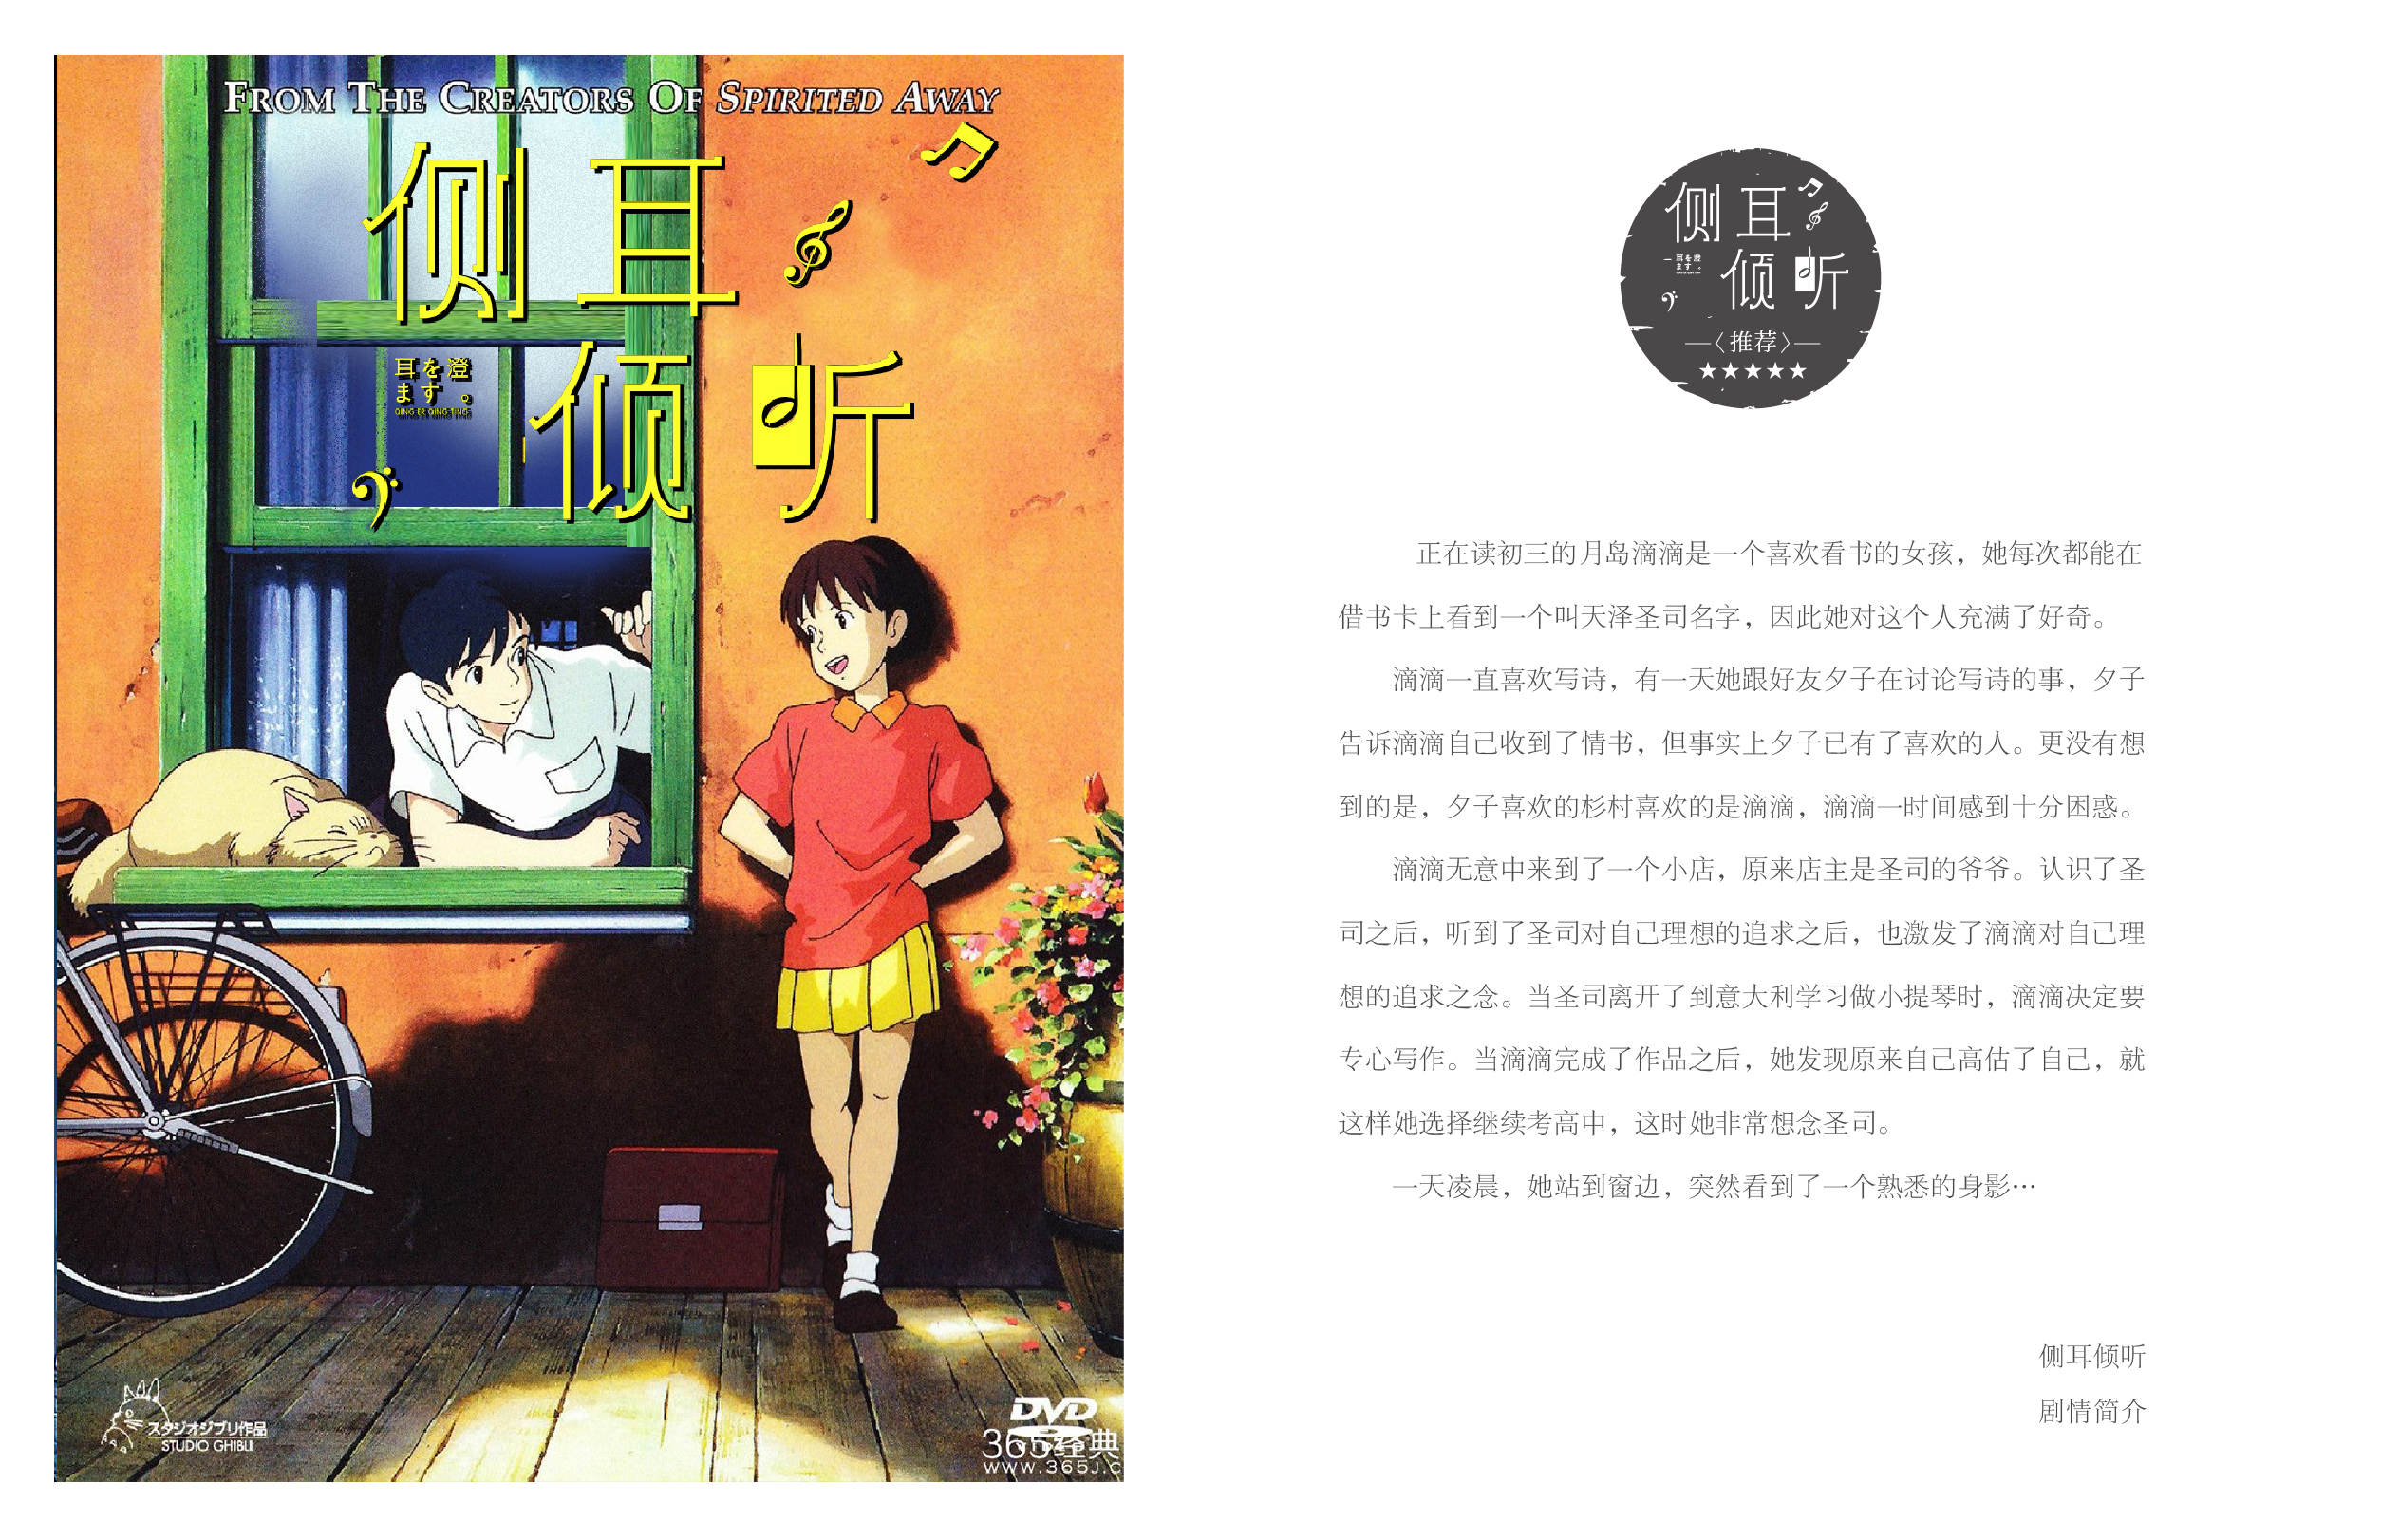 FROM THE CREATORS OF SPIRITED AWAY
侧耳
倾听
耳を澄
ます。
QING ER QING TING
スタジオジブリ作品
STUDIO GHIBLI
DVD
365经典
www.365j.c
侧耳
倾听
耳を澄
ます。
〈推荐〉
★★★★★
正在读初三的月岛滴滴是一个喜欢看书的女孩，她每次都能在
借书卡上看到一个叫天泽圣司名字，因此她对这个人充满了好奇。
滴滴一直喜欢写诗，有一天她跟好友夕子在讨论写诗的事，夕子
告诉滴滴自己收到了情书，但事实上夕子已有了喜欢的人。更没有想
到的是，夕子喜欢的杉村喜欢的是滴滴，滴滴一时间感到十分困惑。
滴滴无意中来到了一个小店，原来店主是圣司的爷爷。认识了圣
司之后，听到了圣司对自己理想的追求之后，也激发了滴滴对自己理
想的追求之念。当圣司离开了到意大利学习做小提琴时，滴滴决定要
专心写作。当滴滴完成了作品之后，她发现原来自己高估了自己，就
这样她选择继续考高中，这时她非常想念圣司。
一天凌晨，她站到窗边，突然看到了一个熟悉的身影…
侧耳倾听
剧情简介